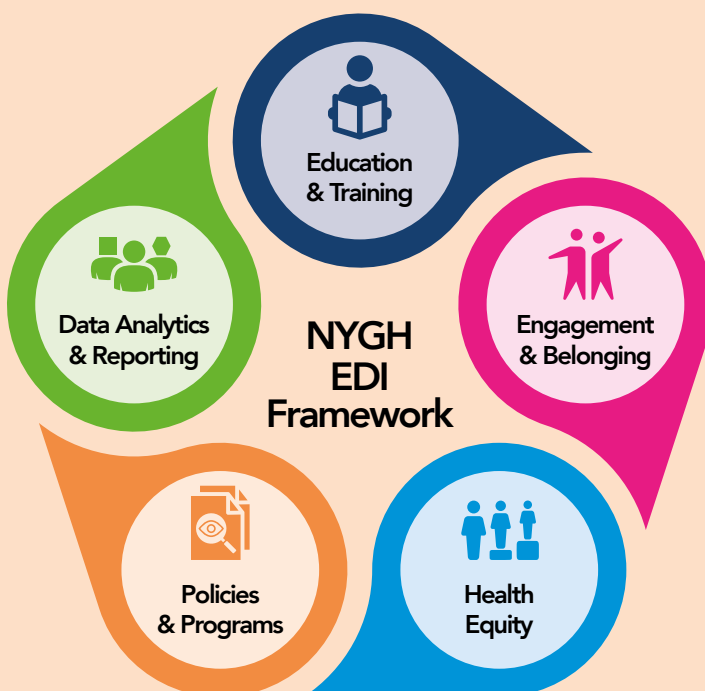 Education
& Training
Engagement
& Belonging
Health
Equity
Policies
& Programs
Data Analytics
& Reporting
NYGH
EDI
Framework